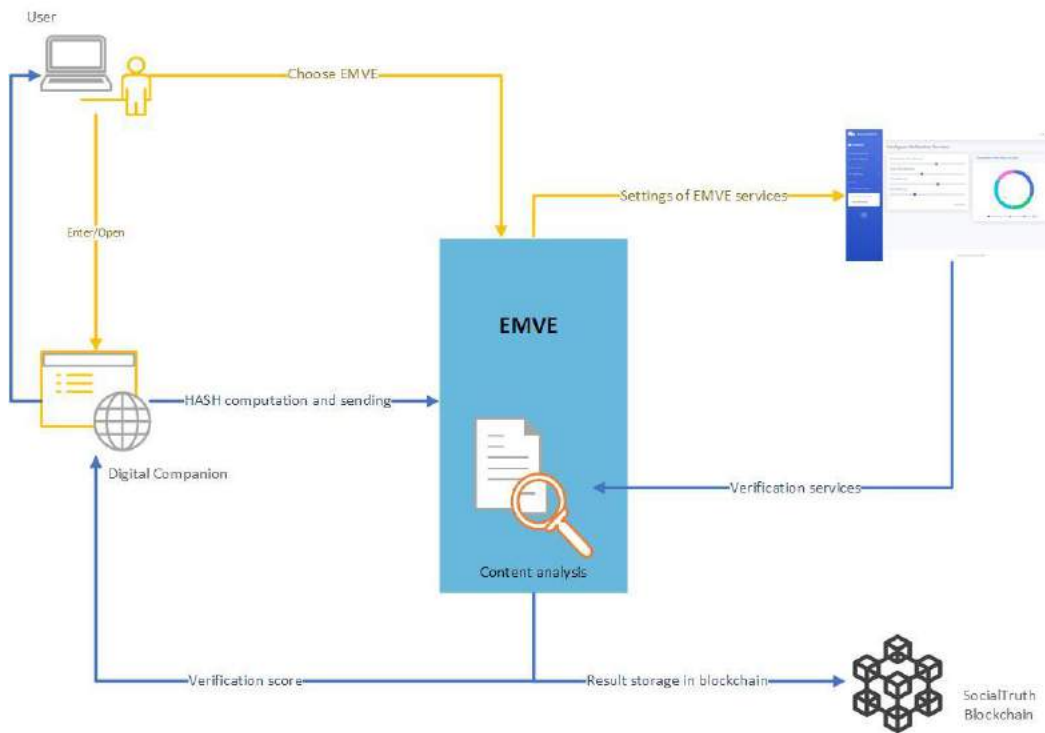 User
Choose EMVE
Settings of EMVE services
Enter/Open
EMVE
HASH computation and sending
Digital Companion
Verification services
Content analysis
Verification score
Result storage in blockchain
SocialTruth
Blockchain